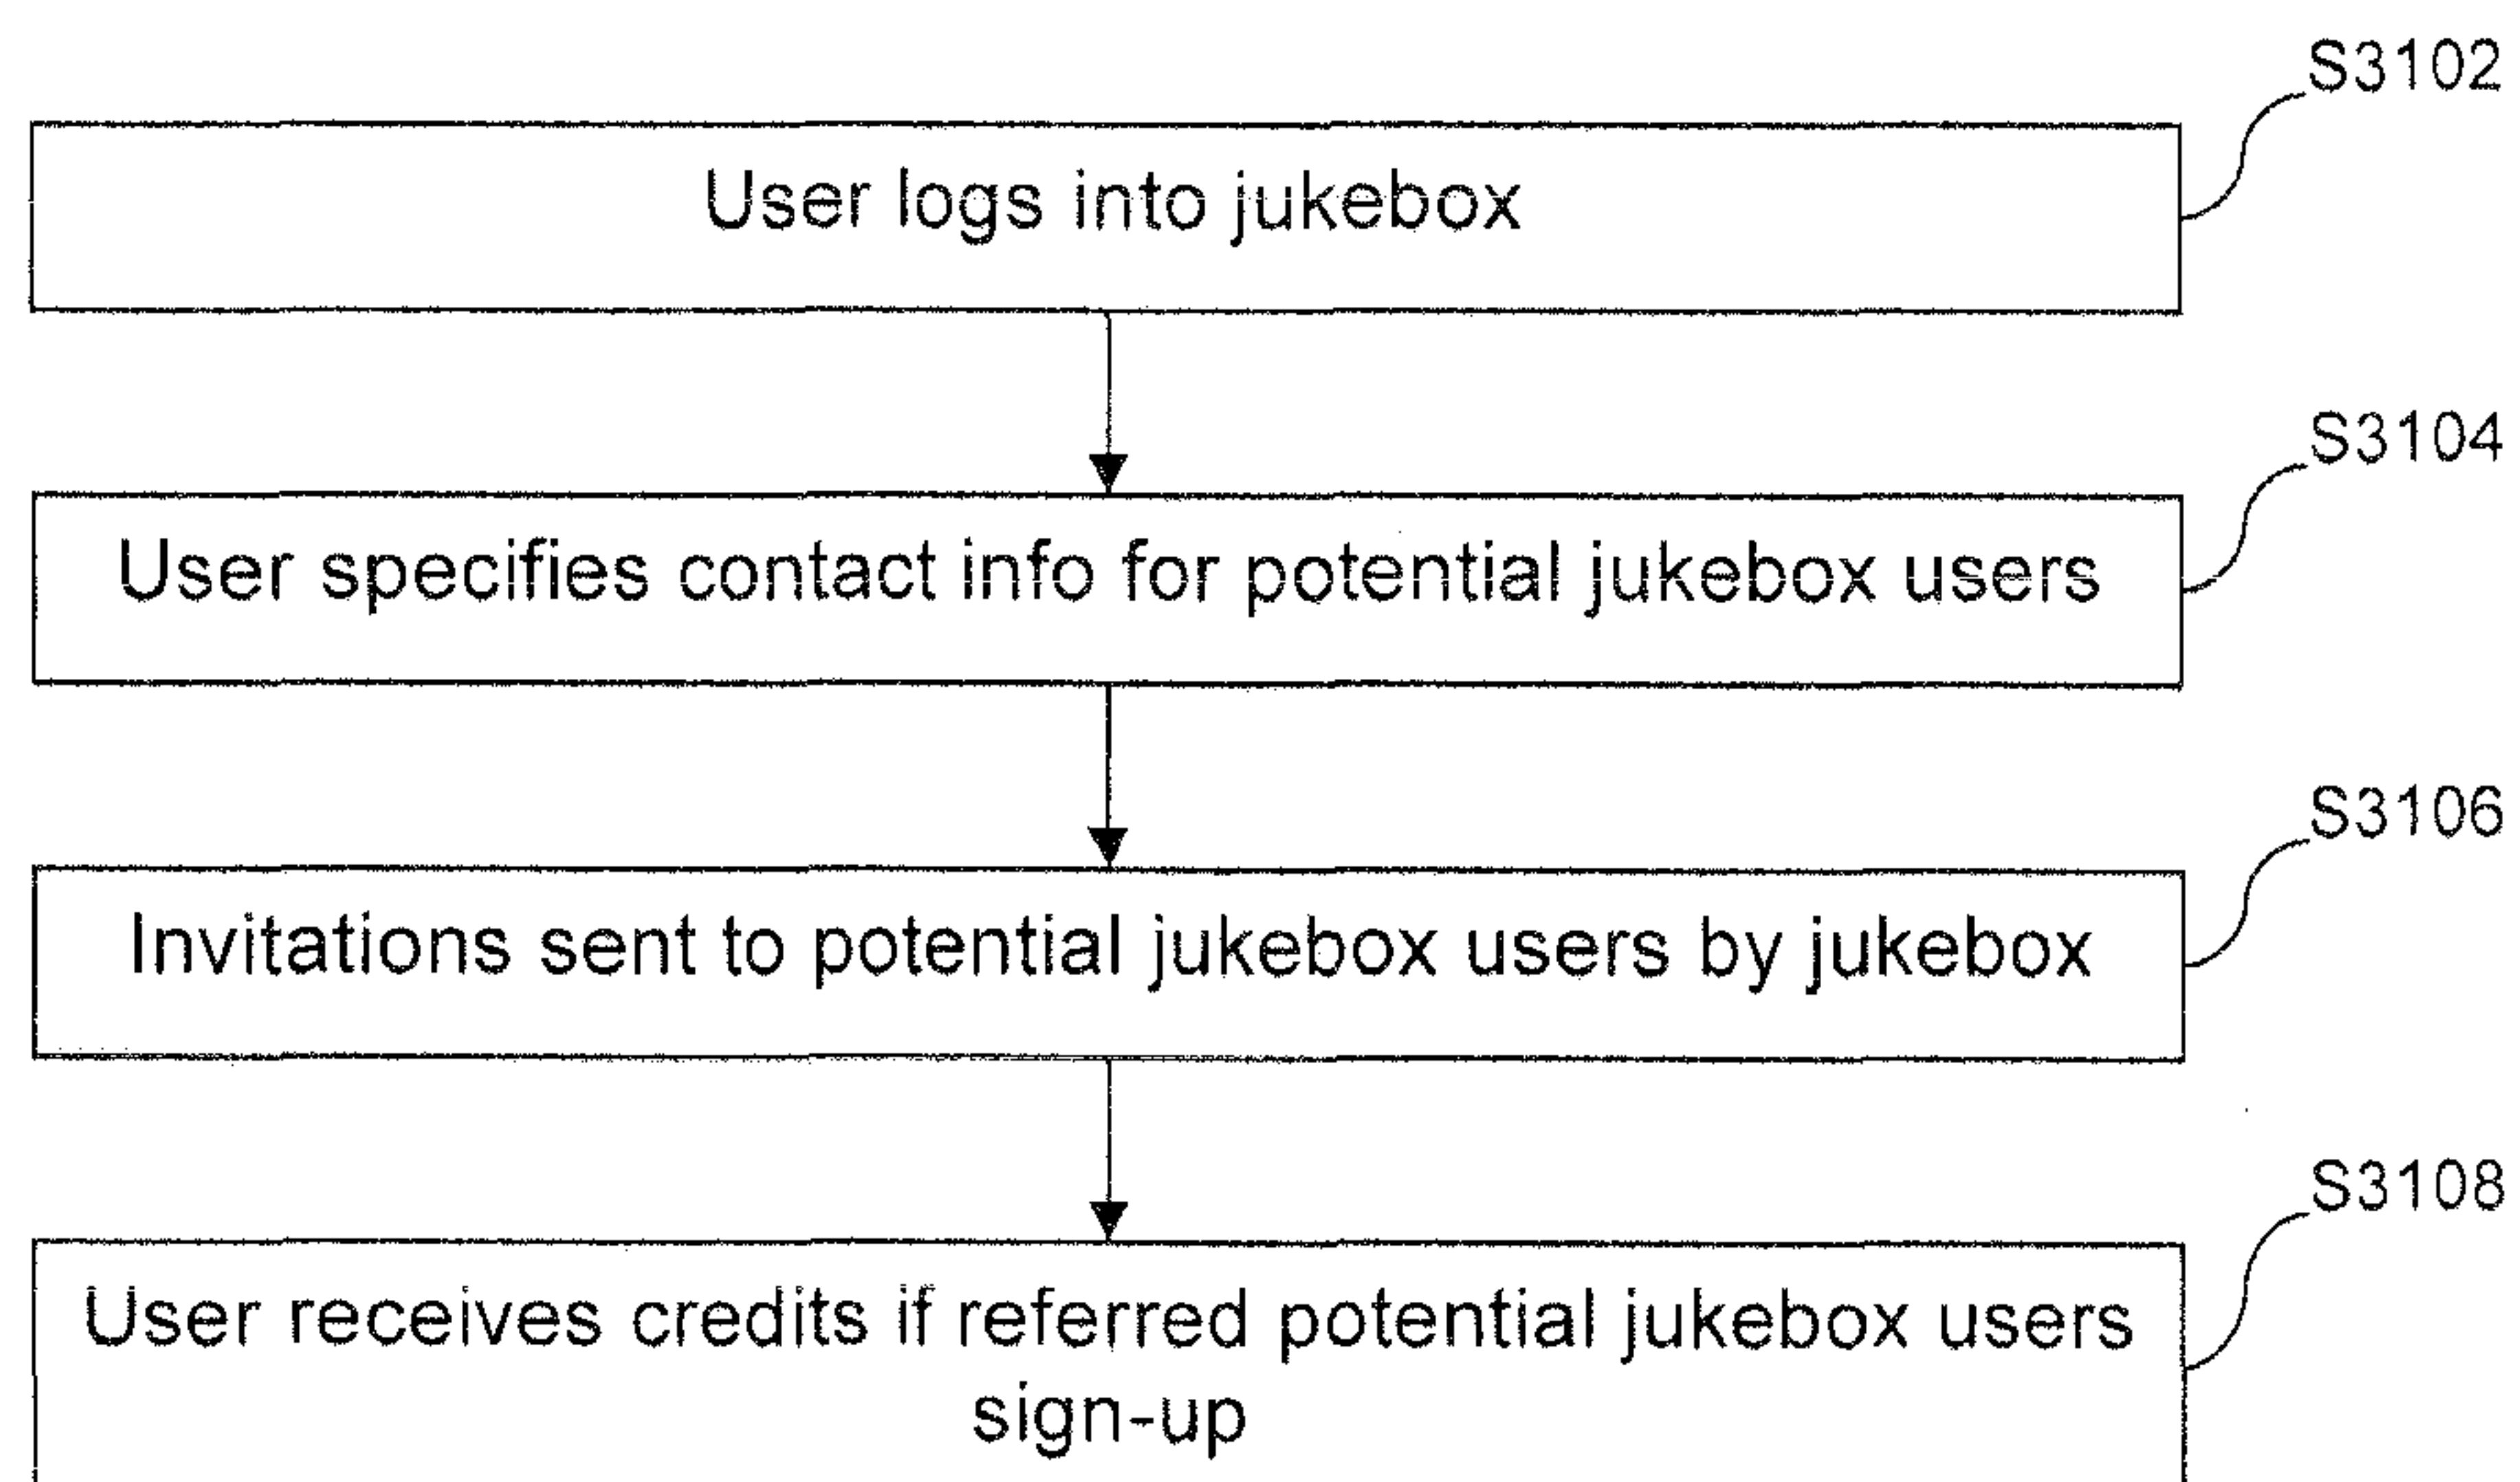 S3102
User logs into jukebox
S3104
User specifies contact info for potential jukebox users
S3106
Invitations sent to potential jukebox users by jukebox
S3108
User receives credits if referred potential jukebox users
sign-up